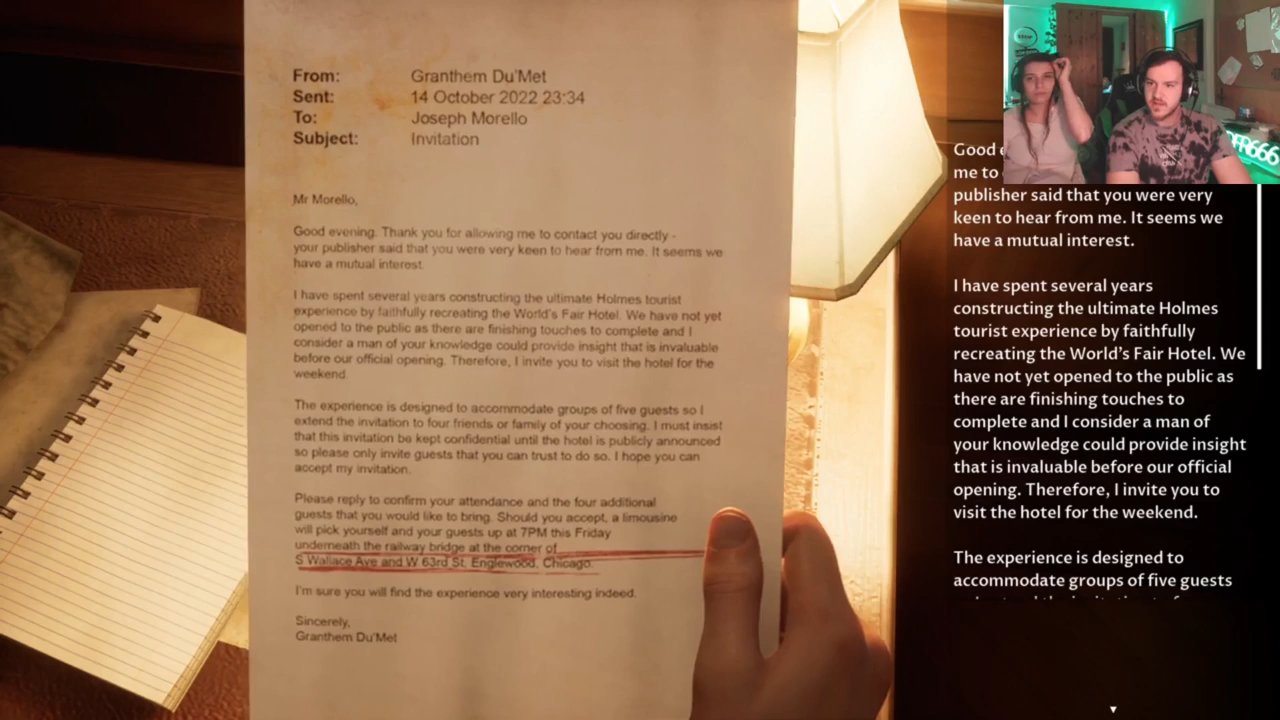 From: Granthem Du'Met
Sent: 14 October 2022 23:34
To: Joseph Morello
Subject: Invitation
Mr Morello,
Good evening. Thank you for allowing me to contact you directly -
your publisher said that you were very keen to hear from me. It seems we
have a mutual interest.
I have spent several years constructing the ultimate Holmes tourist
experience by faithfully recreating the World's Fair Hotel. We have not yet
opened to the public as there are finishing touches to complete and I
consider a man of your knowledge could provide insight that is invaluable
before our official opening. Therefore, I invite you to visit the hotel for the
weekend.
The experience is designed to accommodate groups of five guests so I
extend the invitation to four friends or family of your choosing. I must insist
that this invitation be kept confidential until the hotel is publicly announced
so please only invite guests that you can trust to do so. I hope you can
accept my invitation.
Please reply to confirm your attendance and the four additional
guests that you would like to bring. Should you accept, a limousine
will pick yourself and your guests up at 7PM this Friday
underneath the railway bridge at the corner of
S Wallace Ave and W 63rd St, Englewood, Chicago.
I'm sure you will find the experience very interesting indeed.
Sincerely,
Granthem Du'Met
Good
me to
publisher said that you were very
keen to hear from me. It seems we
have a mutual interest.
I have spent several years
constructing the ultimate Holmes
tourist experience by faithfully
recreating the World's Fair Hotel. We
have not yet opened to the public as
there are finishing touches to
complete and I consider a man of
your knowledge could provide insight
that is invaluable before our official
opening. Therefore, I invite you to
visit the hotel for the weekend.
The experience is designed to
accommodate groups of five guests